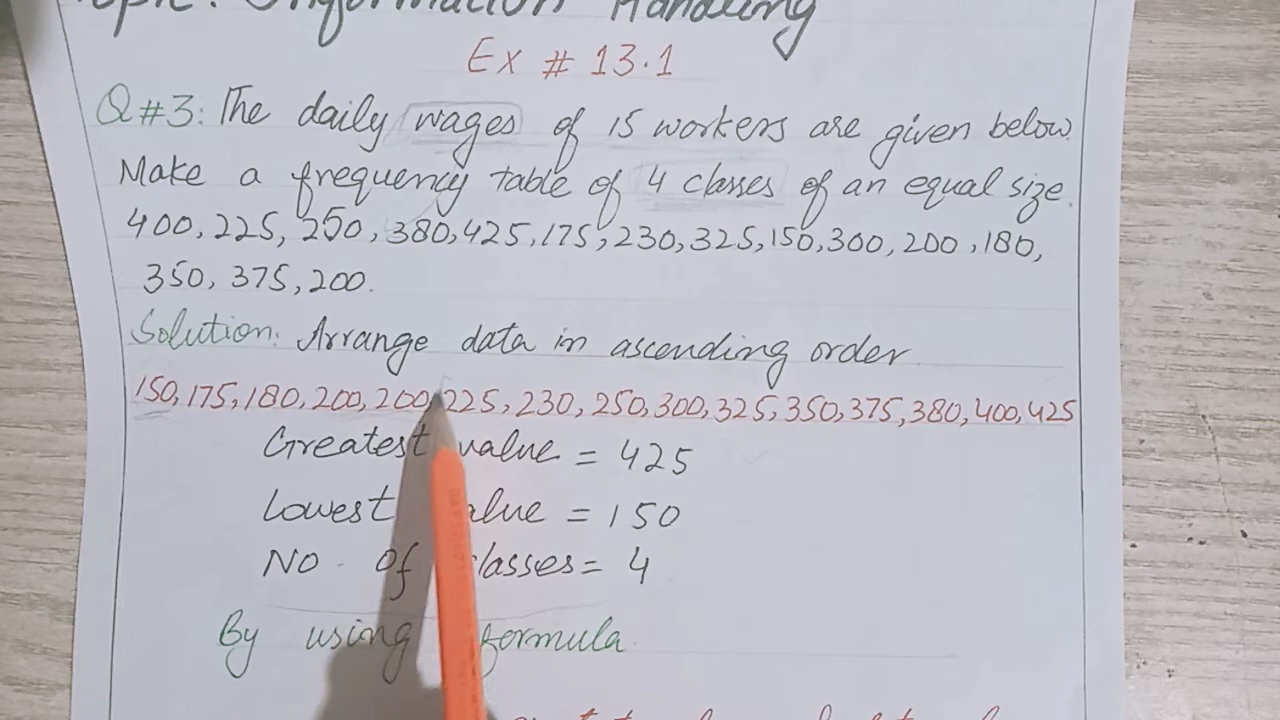 Topic: Information Handling
Ex # 13.1
Q#3: The daily wages of 15 workers are given below.
Make a frequency table of 4 classes of an equal size.
400, 225, 250, 380, 425, 175, 230, 325, 150, 300, 200, 180,
350, 375, 200.
Solution: Arrange data in ascending order
150, 175, 180, 200, 200, 225, 230, 250, 300, 325, 350, 375, 380, 400, 425
Greatest value = 425
Lowest value = 150
No. of classes = 4
By using formula.